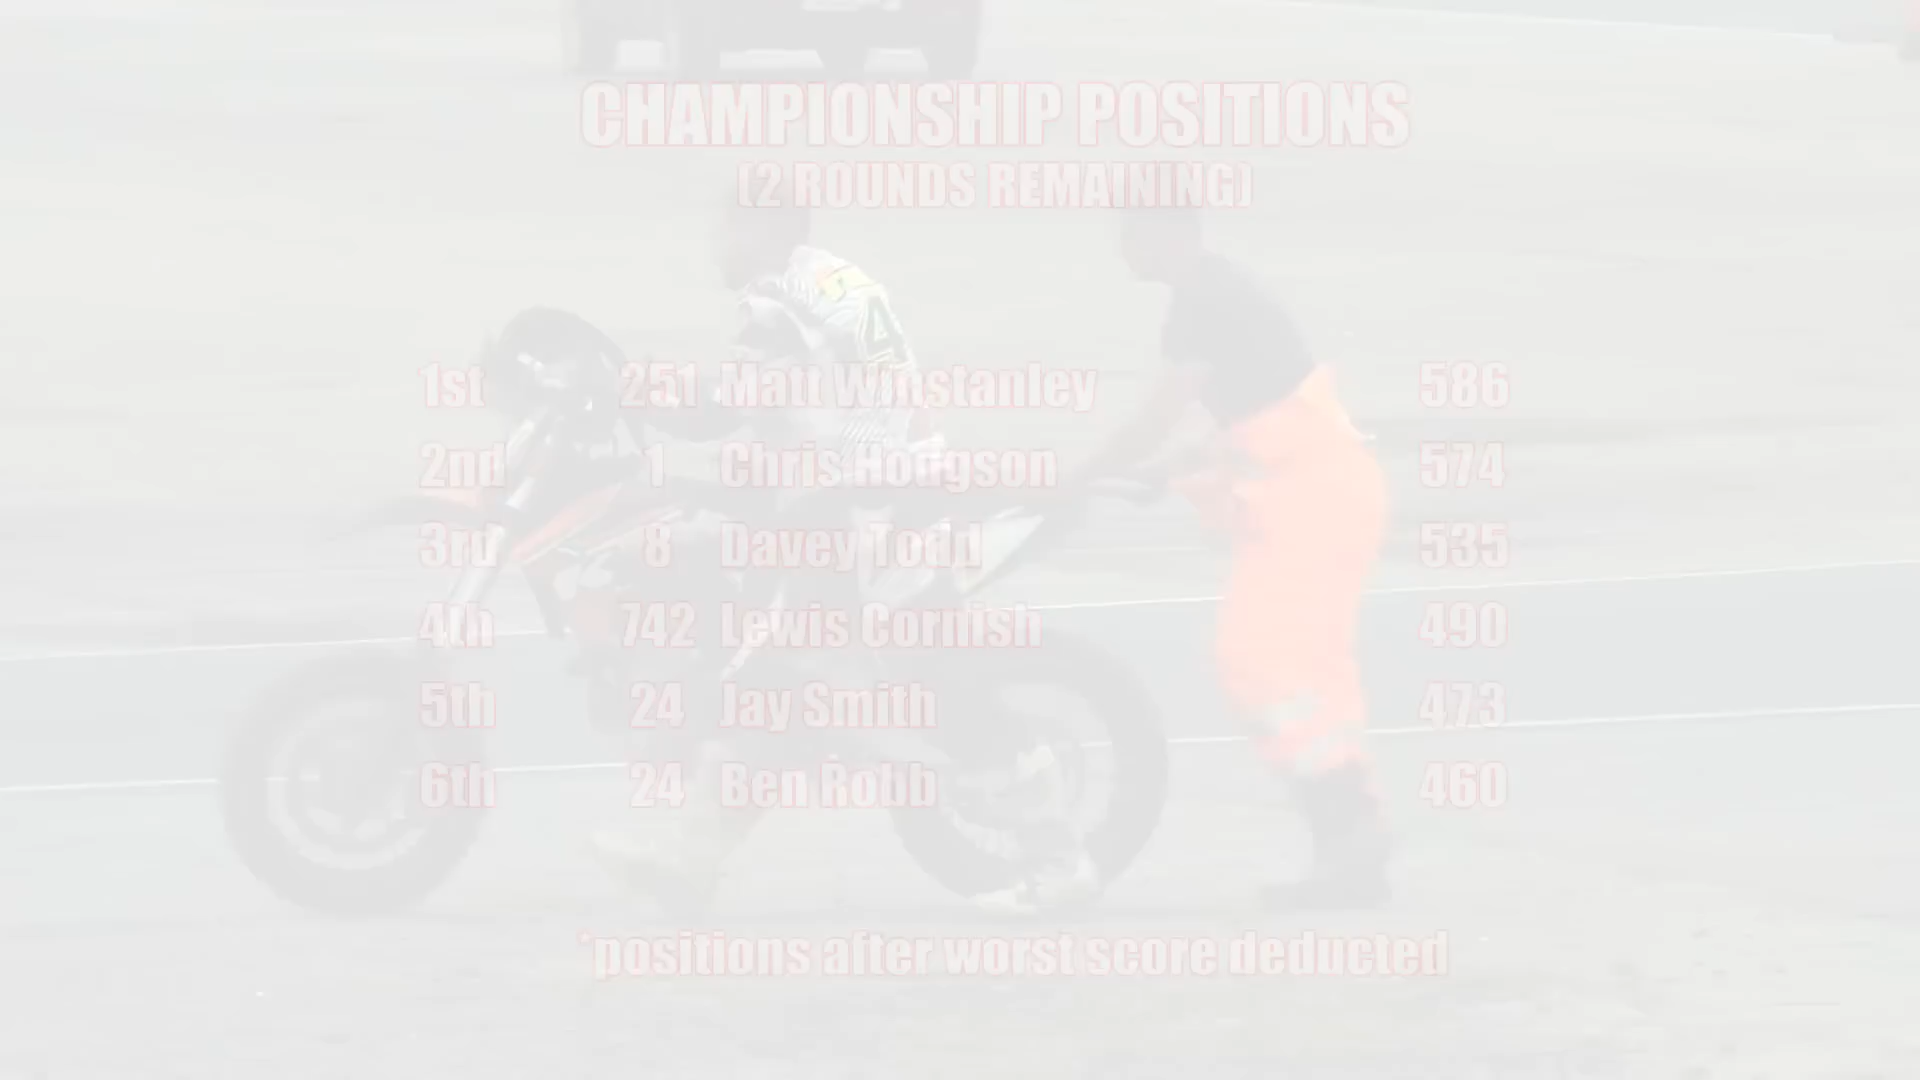 CHAMPIONSHIP POSITIONS
(2 ROUNDS REMAINING)
1st 251 Matt Winstanley 586
2nd 1 Chris Hodgson 574
3rd 8 Davey Todd 535
4th 742 Lewis Cornish 490
5th 24 Jay Smith 473
6th 24 Ben Robb 460
*positions after worst score deducted